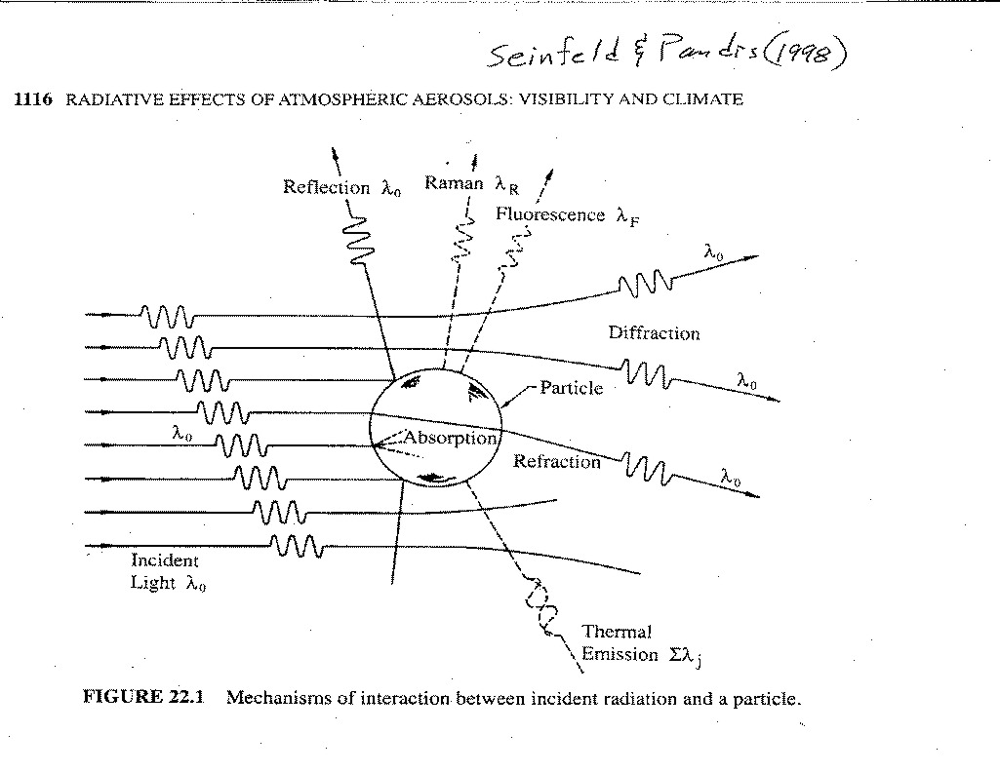 Seinfeld & Pandis (1998)
1116 RADIATIVE EFFECTS OF ATMOSPHERIC AEROSOLS: VISIBILITY AND CLIMATE
Reflection λ₀
Raman λ_R
Fluorescence λ_F
λ₀
Diffraction
λ₀
Particle
λ₀
Absorption
Refraction
λ₀
Incident
Light λ₀
Thermal
Emission Σλⱼ
FIGURE 22.1 Mechanisms of interaction between incident radiation and a particle.